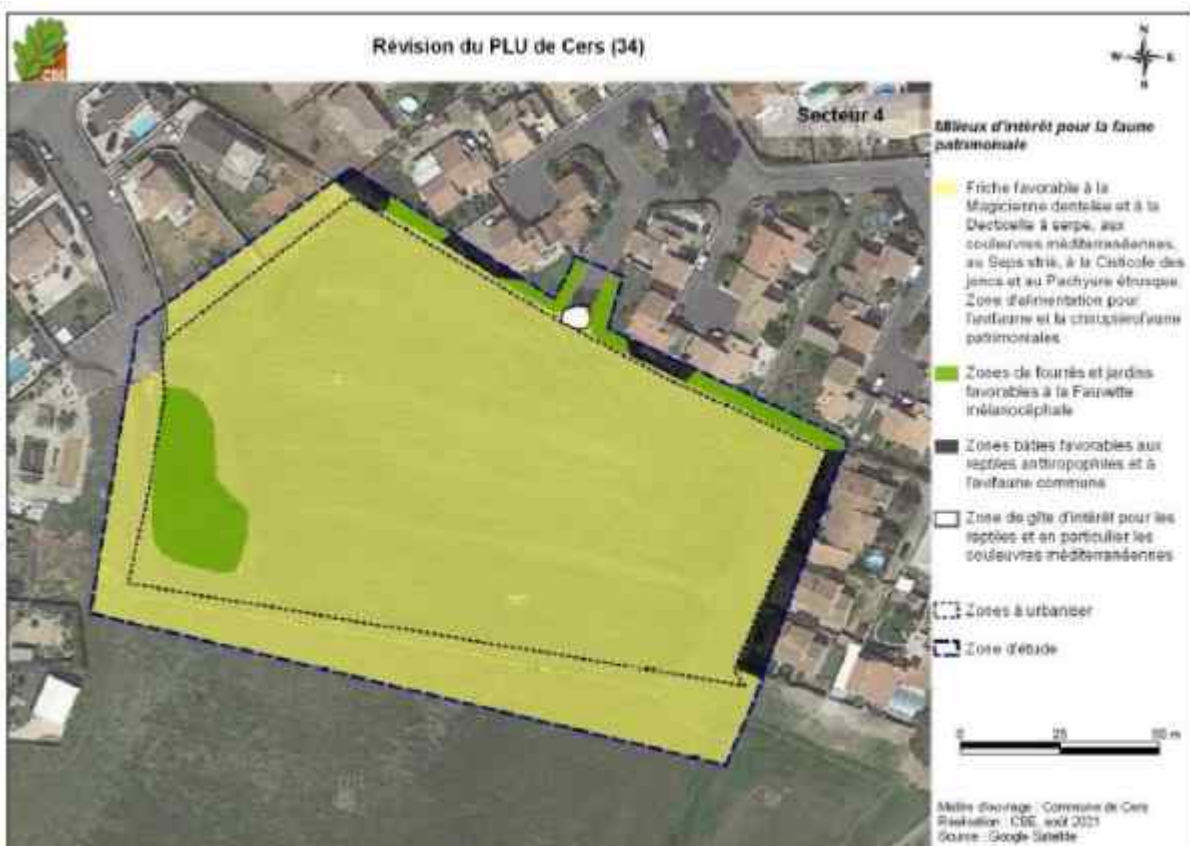 Révision du PLU de Cers (34)
CBE
N
W
E
S
Secteur 4
Milieux d'intérêt pour la faune
patrimoniale
Friche favorable à la
Magicienne dentelée et à la
Decticelle à serpe, aux
couleuvres méditerranéennes,
au Seps strié, à la Cisticole des
joncs et au Pachyure étrusque.
Zone d'alimentation pour
l'avifaune et la chiroptérofaune
patrimoniales
Zones de fourrés et jardins
favorables à la Fauvette
mélanocéphale
Zones bâties favorables aux
reptiles anthropophiles et à
l'avifaune commune
Zone de gîte d'intérêt pour les
reptiles et en particulier les
couleuvres méditerranéennes
Zones à urbaniser
Zone d'étude
0 25 50 m
Maître d'ouvrage : Commune de Cers
Réalisation : CBE, août 2021
Source : Google Satellite